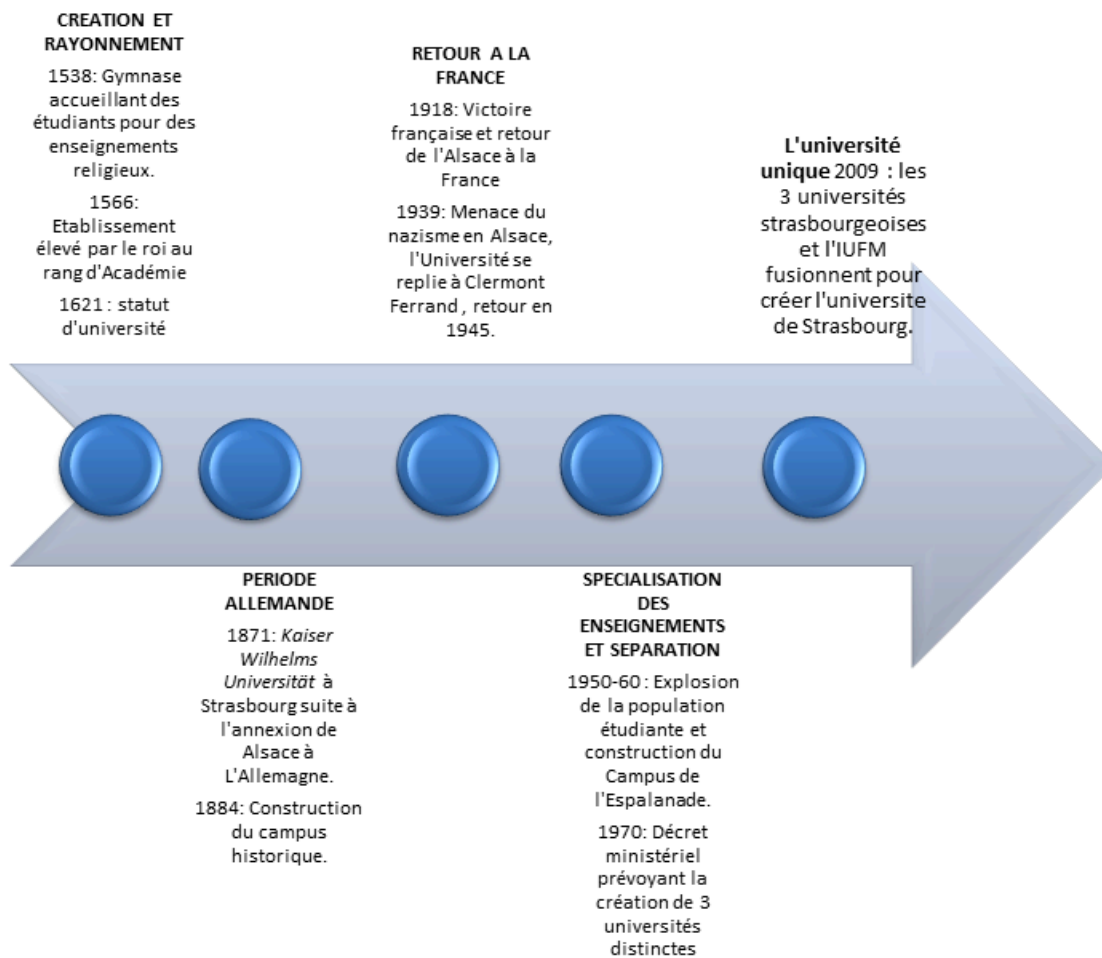 CREATION ET
RAYONNEMENT
1538: Gymnase
accueillant des
étudiants pour des
enseignements
religieux.
1566:
Etablissement
élevé par le roi au
rang d'Académie
1621 : statut
d'université
PERIODE
ALLEMANDE
1871: Kaiser
Wilhelms
Universität à
Strasbourg suite à
l'annexion de
Alsace à
L'Allemagne.
1884: Construction
du campus
historique.
RETOUR A LA
FRANCE
1918: Victoire
française et retour
de l'Alsace à la
France
1939: Menace du
nazisme en Alsace,
l'Université se
replie à Clermont
Ferrand , retour en
1945.
SPECIALISATION
DES
ENSEIGNEMENTS
ET SEPARATION
1950-60 : Explosion
de la population
étudiante et
construction du
Campus de
l'Espalanade.
1970: Décret
ministériel
prévoyant la
création de 3
universités
distinctes
L'université
unique 2009 : les
3 universités
strasbourgeoises
et l'IUFM
fusionnent pour
créer l'universite
de Strasbourg.